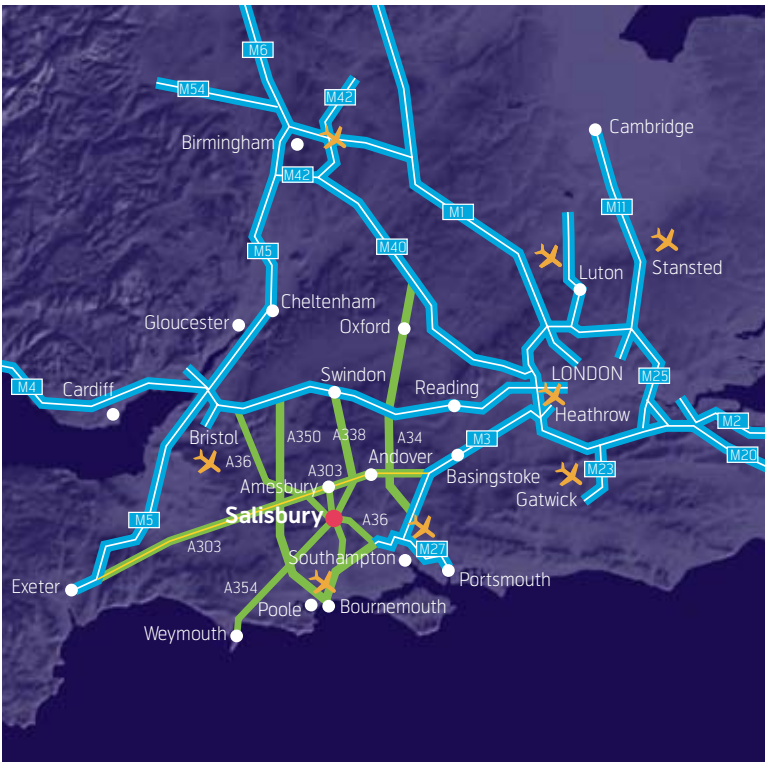 M6
M54
M42
Birmingham
Cambridge
M42
M11
M1
M5
M40
Stansted
Luton
Cheltenham
Gloucester
Oxford
LONDON
M4
Cardiff
Swindon
Reading
M25
Heathrow
M2
Bristol
A350
A338
A34
M3
M20
A36
Andover
A303
Basingstoke
M23
Amesbury
Gatwick
Salisbury
A36
M5
A303
M27
Southampton
Exeter
A354
Portsmouth
Poole
Bournemouth
Weymouth